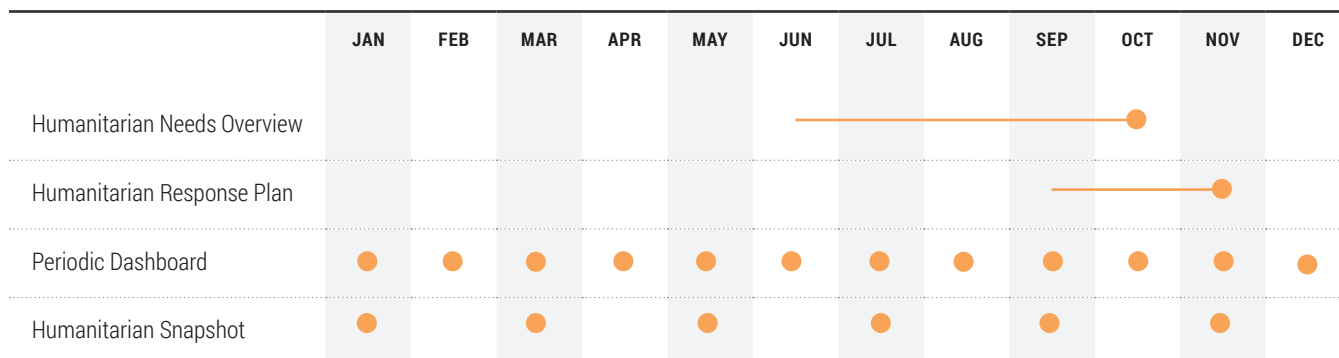 JAN FEB MAR APR MAY JUN JUL AUG SEP OCT NOV DEC
Humanitarian Needs Overview
Humanitarian Response Plan
Periodic Dashboard
Humanitarian Snapshot